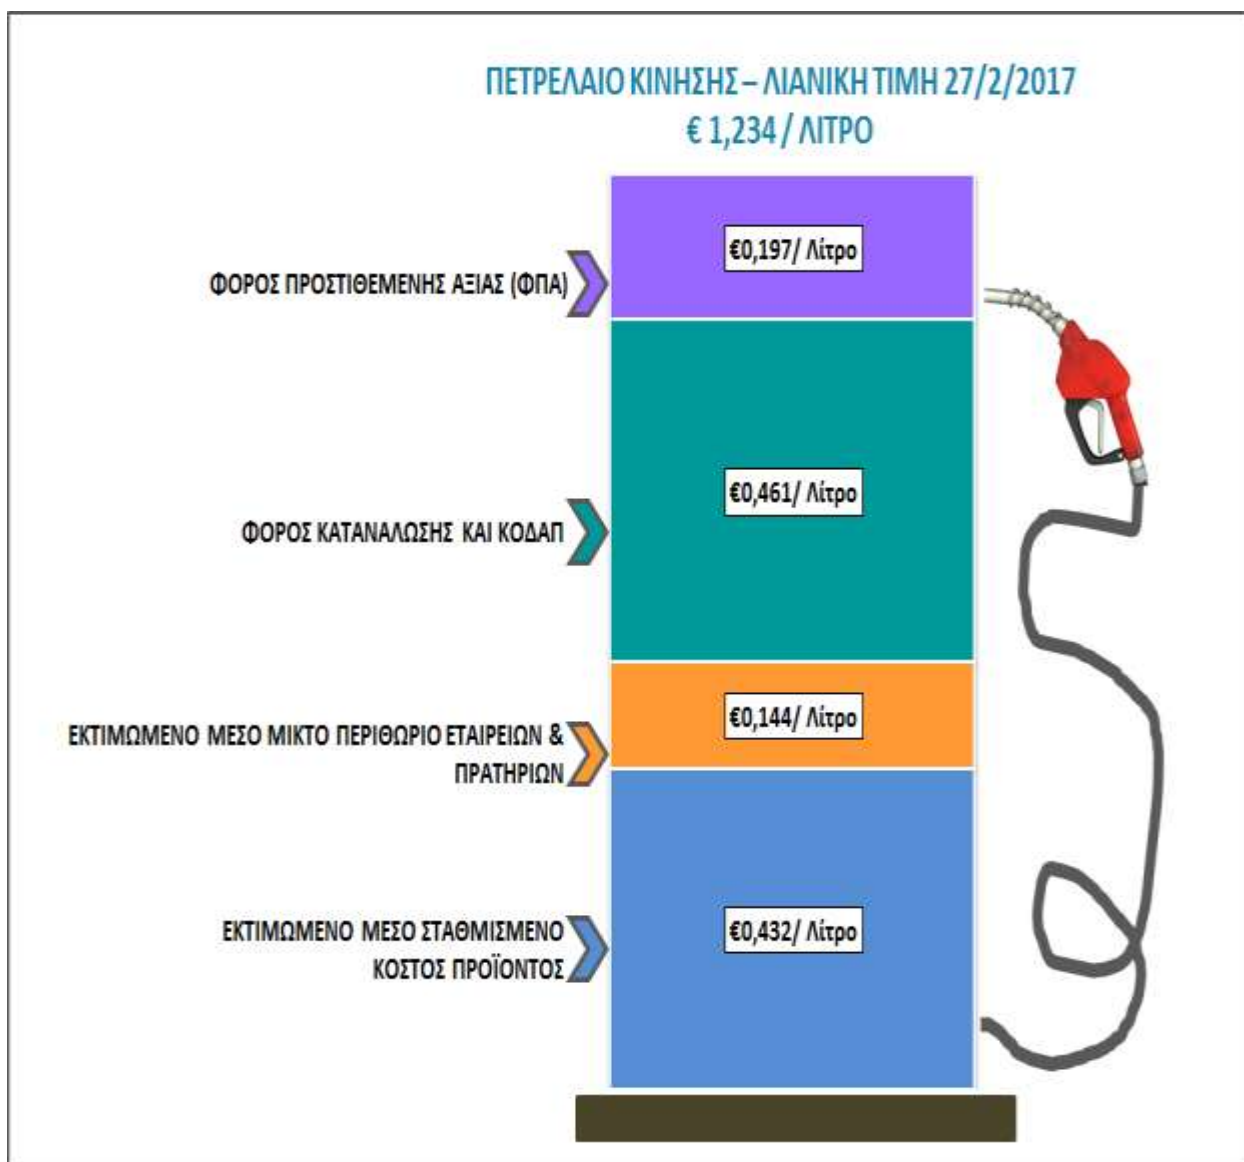 ΠΕΤΡΕΛΑΙΟ ΚΙΝΗΣΗΣ – ΛΙΑΝΙΚΗ ΤΙΜΗ 27/2/2017
€ 1,234 / ΛΙΤΡΟ
€0,197/ Λίτρο
ΦΟΡΟΣ ΠΡΟΣΤΙΘΕΜΕΝΗΣ ΑΞΙΑΣ (ΦΠΑ)
€0,461/ Λίτρο
ΦΟΡΟΣ ΚΑΤΑΝΑΛΩΣΗΣ ΚΑΙ ΚΟΔΑΠ
€0,144/ Λίτρο
ΕΚΤΙΜΩΜΕΝΟ ΜΕΣΟ ΜΙΚΤΟ ΠΕΡΙΘΩΡΙΟ ΕΤΑΙΡΕΙΩΝ &
ΠΡΑΤΗΡΙΩΝ
€0,432/ Λίτρο
ΕΚΤΙΜΩΜΕΝΟ ΜΕΣΟ ΣΤΑΘΜΙΣΜΕΝΟ
ΚΟΣΤΟΣ ΠΡΟΪΟΝΤΟΣ